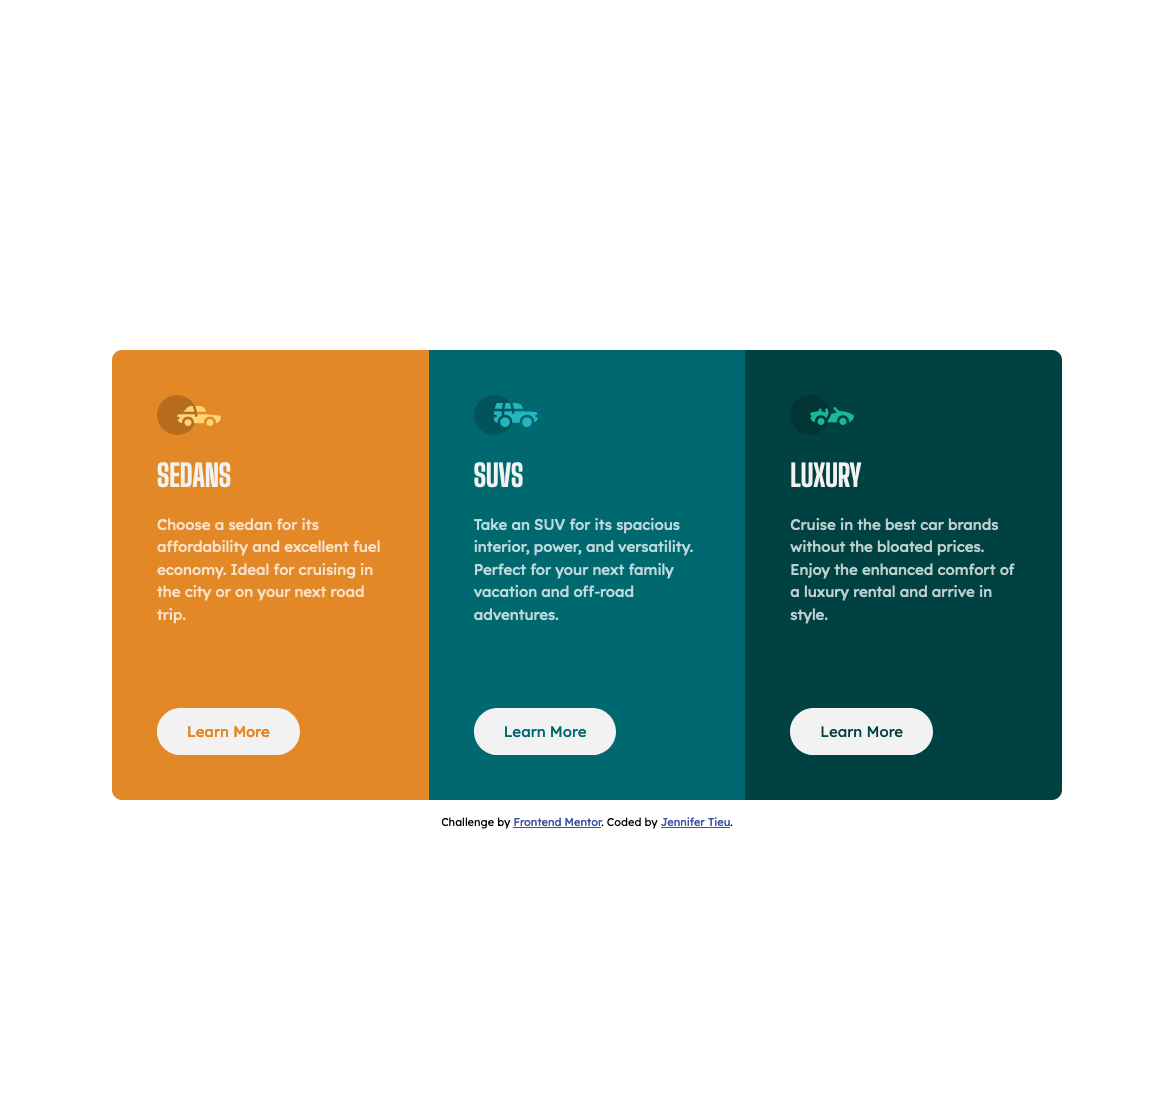 SEDANS
Choose a sedan for its
affordability and excellent fuel
economy. Ideal for cruising in
the city or on your next road
trip.
Learn More
SUVS
Take an SUV for its spacious
interior, power, and versatility.
Perfect for your next family
vacation and off-road
adventures.
Learn More
LUXURY
Cruise in the best car brands
without the bloated prices.
Enjoy the enhanced comfort of
a luxury rental and arrive in
style.
Learn More
Challenge by Frontend Mentor. Coded by Jennifer Tieu.